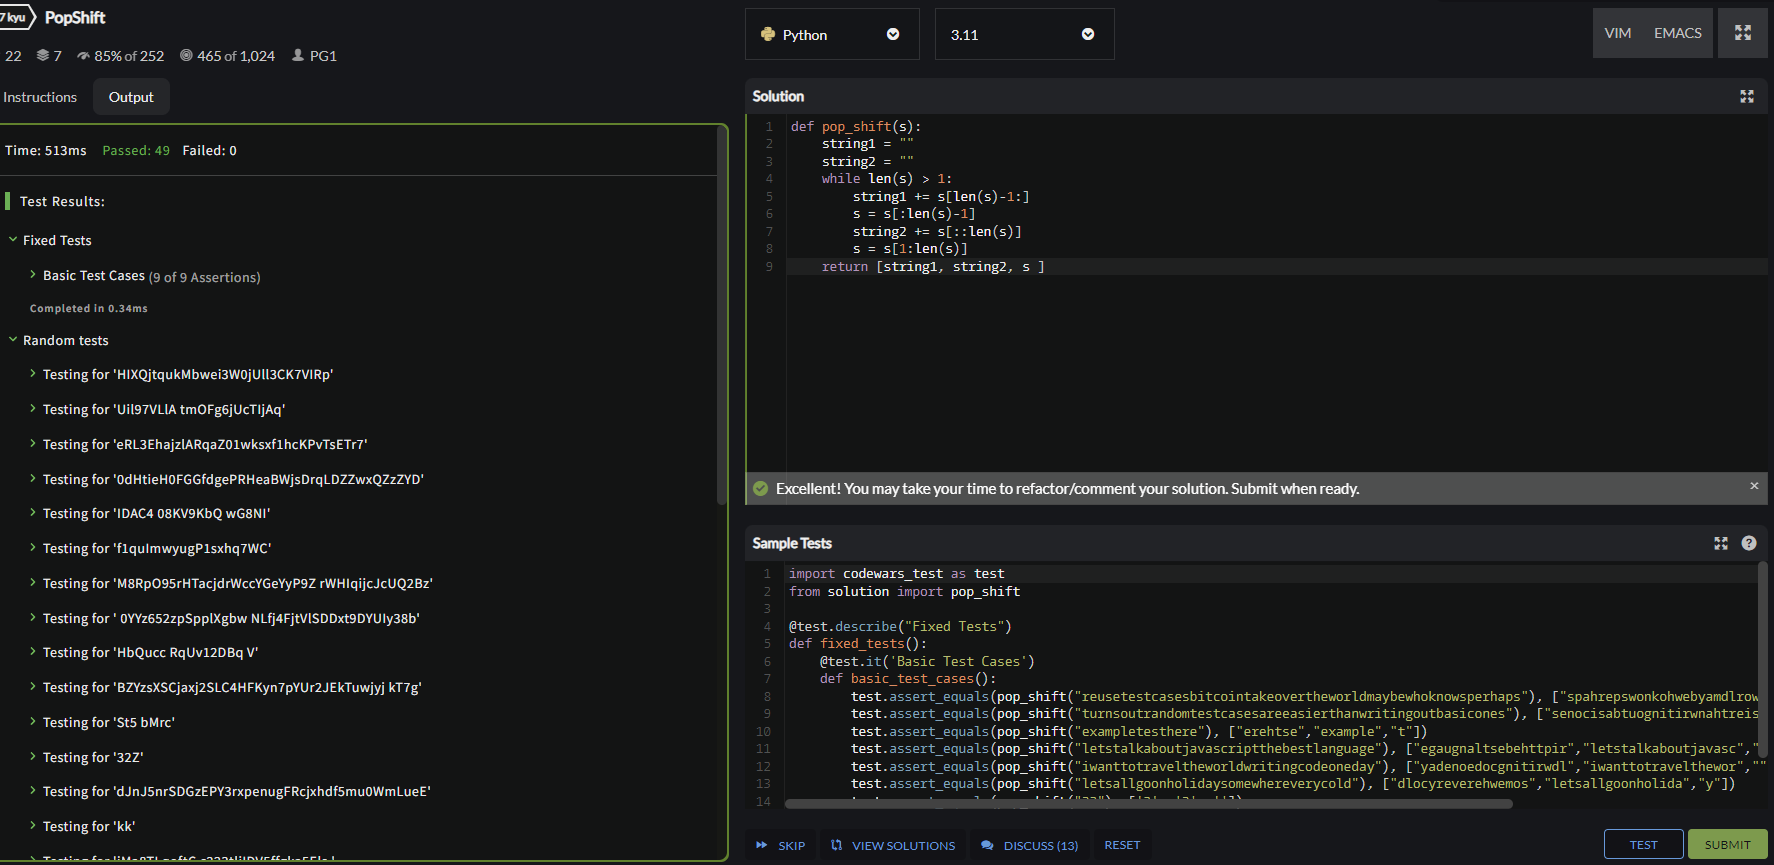 7 kyu PopShift
22 7 85% of 252 465 of 1,024 PG1
Instructions Output
Time: 513ms Passed: 49 Failed: 0
Test Results:
Fixed Tests
Basic Test Cases (9 of 9 Assertions)
Completed in 0.34ms
Random tests
Testing for 'HIXQjtqukMbwei3W0jUll3CK7VIRp'
Testing for 'Uil97VLlA tmOFg6jUcTIjAq'
Testing for 'eRL3EhajzlARqaZ01wksxf1hcKPvTsETr7'
Testing for '0dHtieH0FGGfdgePRHeaBWjsDrqLDZZwxQZzZYD'
Testing for 'IDAC4 08KV9KbQ wG8NI'
Testing for 'f1quImwyugP1sxhq7WC'
Testing for 'M8RpO95rHTacjdrWccYGeYyP9Z rWHIqijcJcUQ2Bz'
Testing for ' 0YYz652zpSpplXgbw NLfj4FjtVlSDDxt9DYUIy38b'
Testing for 'HbQucc RqUv12DBq V'
Testing for 'BZYzsXSCjaxj2SLC4HFKyn7pYUr2JEkTuwjyj kT7g'
Testing for 'St5 bMrc'
Testing for '32Z'
Testing for 'dJnJ5nrSDGzEPY3rxpenugFRcjxhdf5mu0WmLueE'
Testing for 'kk'
Python 3.11 VIM EMACS
Solution
1 def pop_shift(s):
2 string1 = ""
3 string2 = ""
4 while len(s) > 1:
5 string1 += s[len(s)-1:]
6 s = s[:len(s)-1]
7 string2 += s[::len(s)]
8 s = s[1:len(s)]
9 return [string1, string2, s ]
Excellent! You may take your time to refactor/comment your solution. Submit when ready. ×
Sample Tests ?
1 import codewars_test as test
2 from solution import pop_shift
3
4 @test.describe("Fixed Tests")
5 def fixed_tests():
6 @test.it('Basic Test Cases')
7 def basic_test_cases():
8 test.assert_equals(pop_shift("reusetestcasesbitcointakeovertheworldmaybewhoknowsperhaps"), ["spahrepswonkohwebyamdlrow
9 test.assert_equals(pop_shift("turnsoutrandomtestcasesareeasierthanwritingoutbasicones"), ["senocisabtuognitirwnahtreis
10 test.assert_equals(pop_shift("exampletesthere"), ["erehtse","example","t"])
11 test.assert_equals(pop_shift("letstalkaboutjavascriptthebestlanguage"), ["egaugnaltsebehttpir","letstalkaboutjavasc","
12 test.assert_equals(pop_shift("iwanttotraveltheworldwritingcodeoneday"), ["yadenoedocgnitirwdl","iwanttotravelthewor",""
13 test.assert_equals(pop_shift("letsallgoonholidaysomewhereverycold"), ["dlocyreverehwemos","letsallgoonholida","y"])
14
SKIP VIEW SOLUTIONS DISCUSS (13) RESET TEST SUBMIT